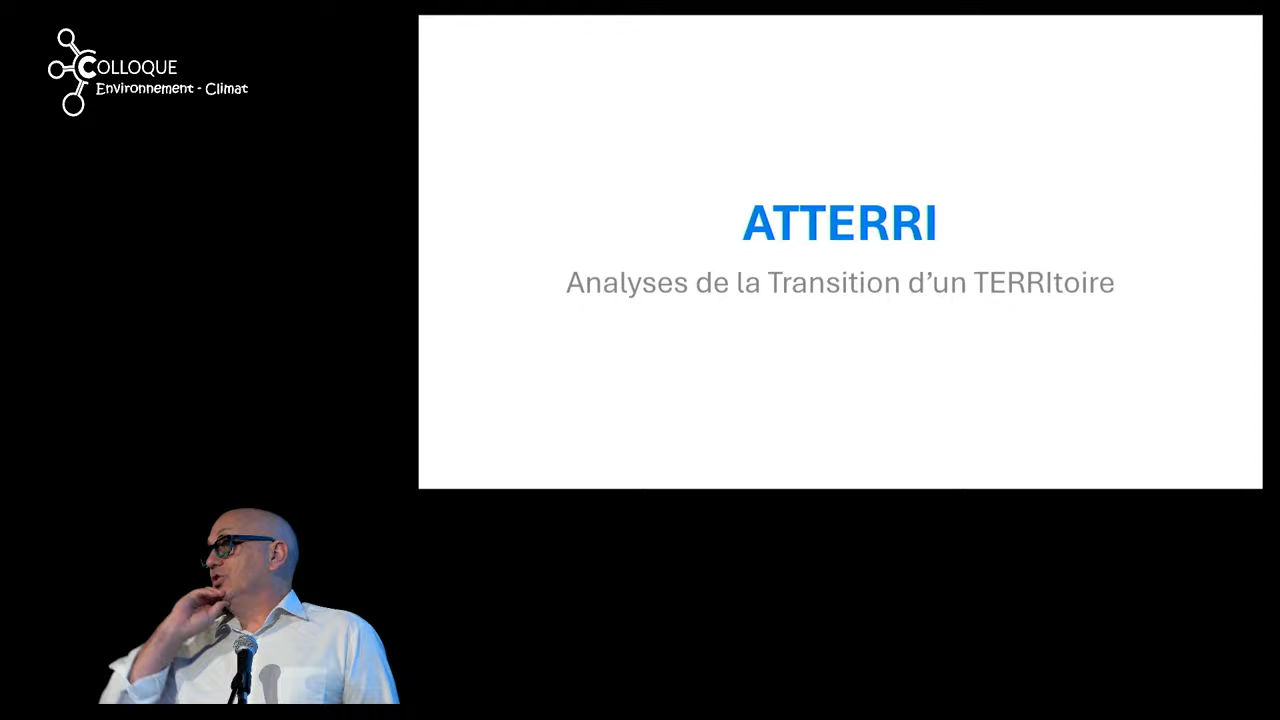 COLLOQUE
Environnement - Climat
ATTERRI
Analyses de la Transition d’un TERRItoire